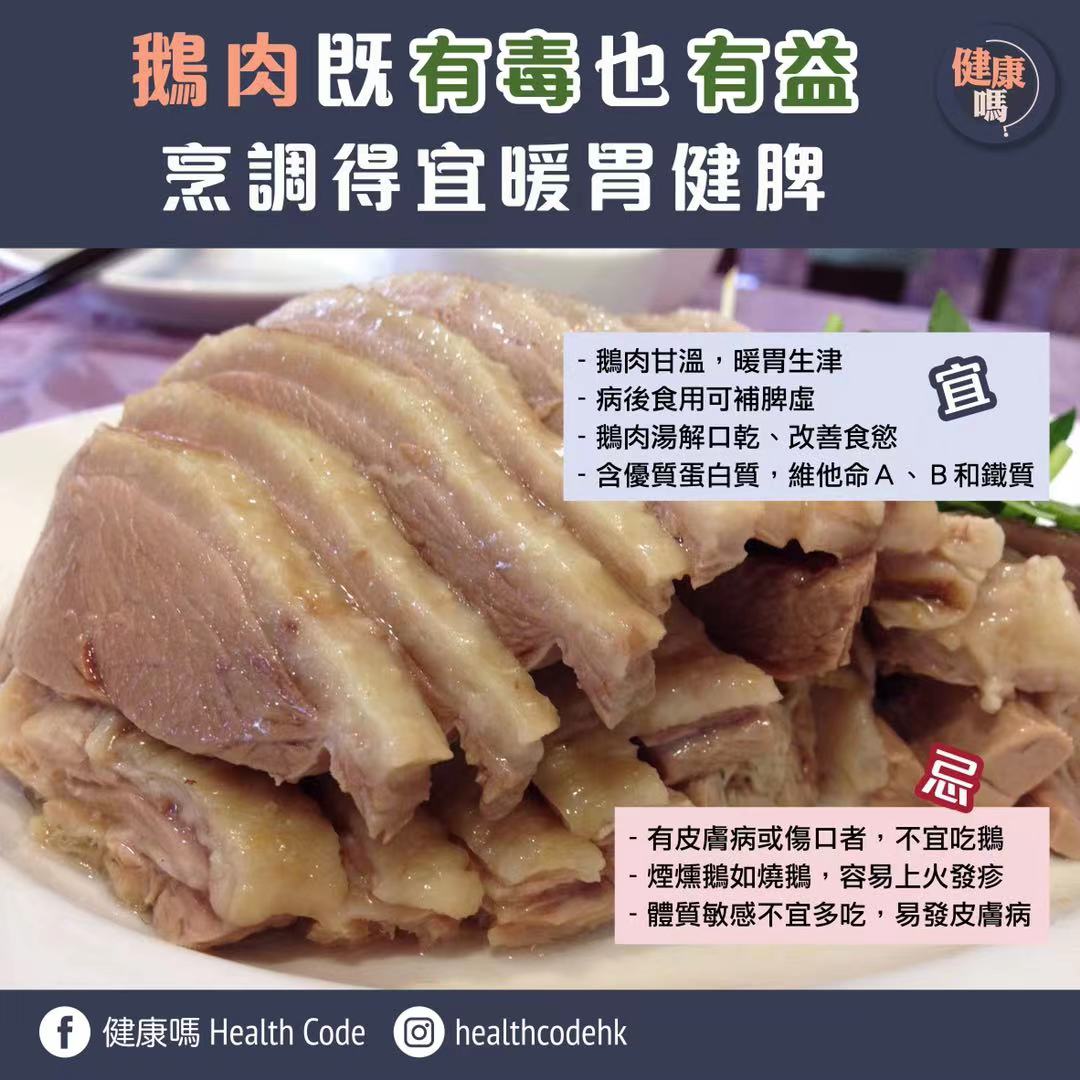 鵝肉既有毒也有益
健康
嗎?
烹調得宜暖胃健脾
- 鵝肉甘溫，暖胃生津
- 病後食用可補脾虛
- 鵝肉湯解口乾、改善食慾
- 含優質蛋白質，維他命A、B和鐵質
宜
忌
- 有皮膚病或傷口者，不宜吃鵝
- 煙燻鵝如燒鵝，容易上火發疹
- 體質敏感不宜多吃，易發皮膚病
健康嗎 Health Code healthcodehk